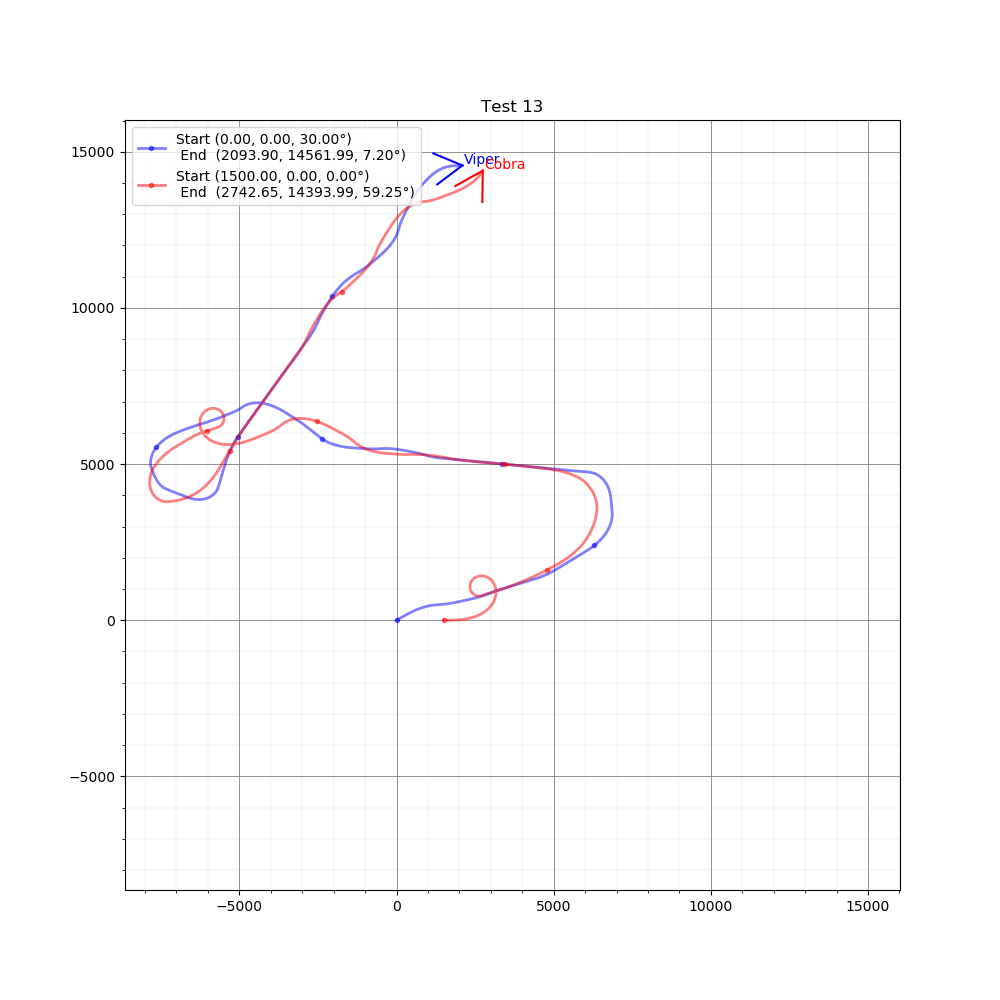 Test 13
15000
Start (0.00, 0.00, 30.00°)
End (2093.90, 14561.99, 7.20°)
Start (1500.00, 0.00, 0.00°)
End (2742.65, 14393.99, 59.25°)
Viper
Cobra
10000
5000
0
−5000
−5000 0 5000 10000 15000